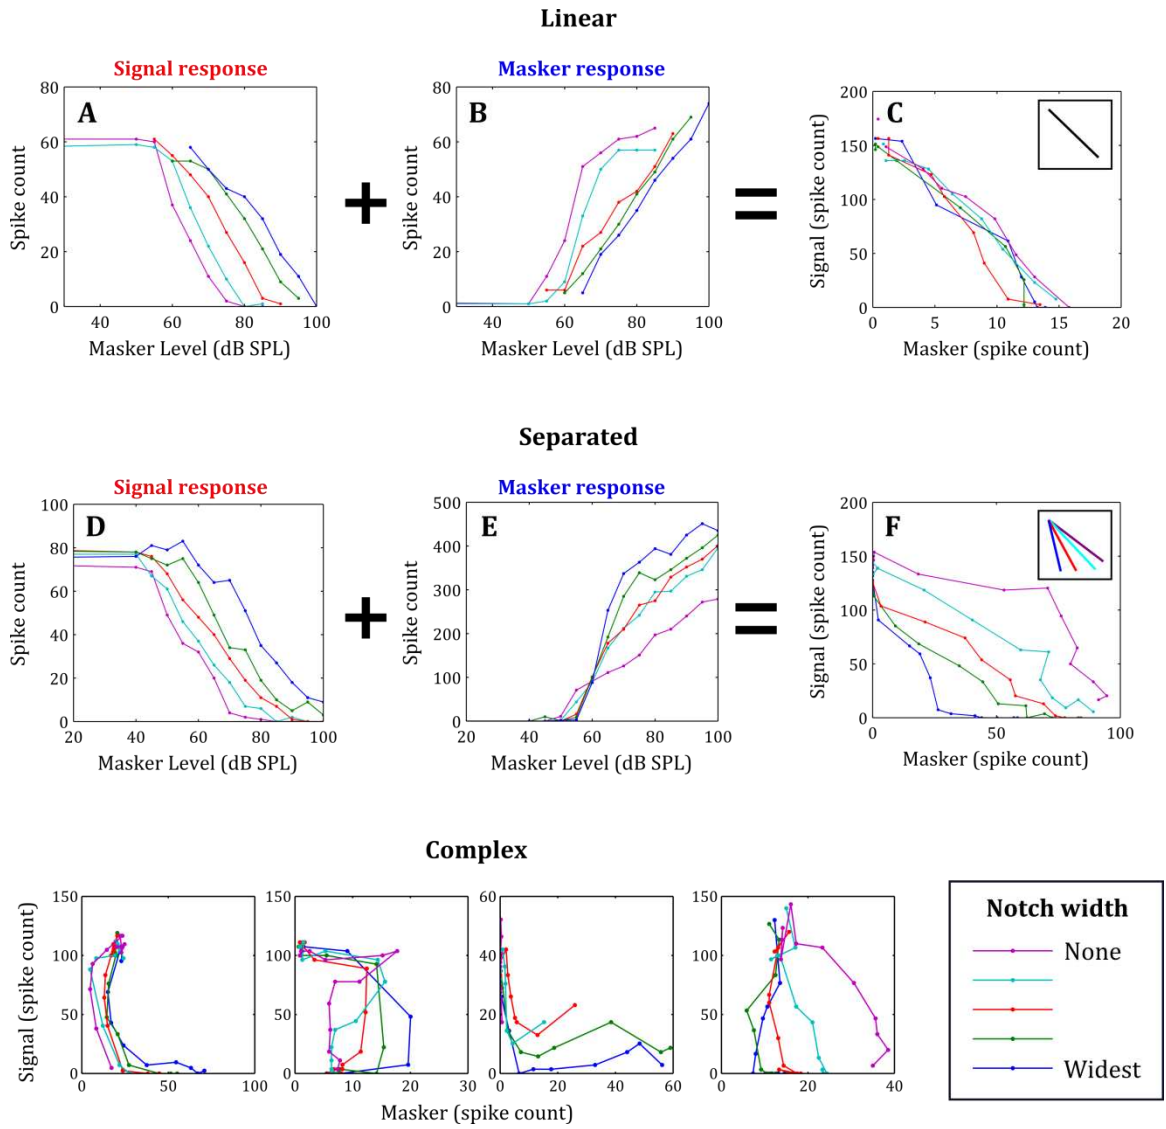 Linear
Signal response
Masker response
A
B
C
Spike count
80
60
40
20
0
40 60 80 100
Masker Level (dB SPL)
+
Spike count
80
60
40
20
0
40 60 80 100
Masker Level (dB SPL)
=
Signal (spike count)
200
150
100
50
0
0 5 10 15 20
Masker (spike count)
Separated
Signal response
Masker response
D
E
F
Spike count
100
80
60
40
20
0
20 40 60 80 100
Masker Level (dB SPL)
+
Spike count
500
400
300
200
100
0
20 40 60 80 100
Masker Level (dB SPL)
=
Signal (spike count)
200
150
100
50
0
0 50 100
Masker (spike count)
Complex
Signal (spike count)
150
100
50
0
0 50 100
150
100
50
0
0 10 20 30
60
40
20
0
0 20 40 60
150
100
50
0
0 20 40
Masker (spike count)
Notch width
None
Widest